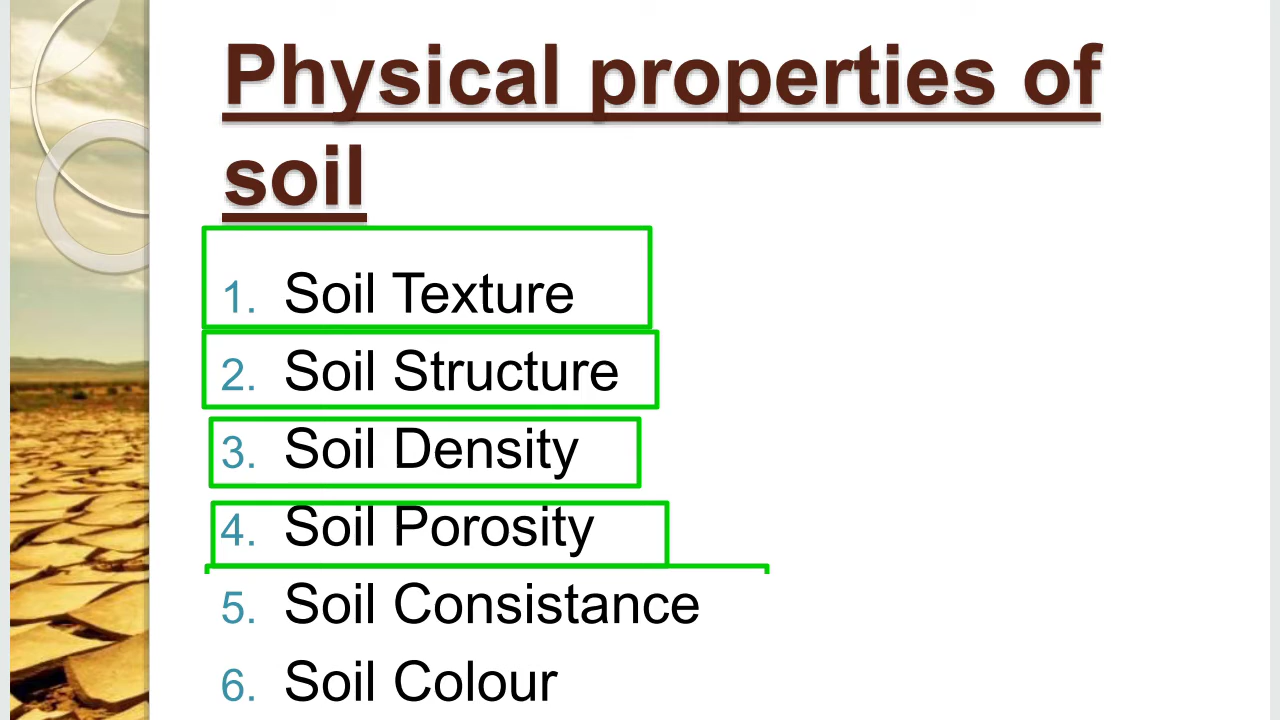 Physical properties of
soil
1. Soil Texture
2. Soil Structure
3. Soil Density
4. Soil Porosity
5. Soil Consistance
6. Soil Colour